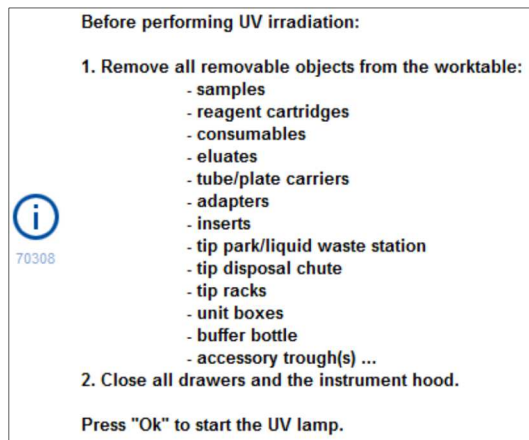 Before performing UV irradiation:
1. Remove all removable objects from the worktable:
- samples
- reagent cartridges
- consumables
- eluates
- tube/plate carriers
- adapters
- inserts
- tip park/liquid waste station
- tip disposal chute
- tip racks
- unit boxes
- buffer bottle
- accessory trough(s) ...
i
70308
2. Close all drawers and the instrument hood.
Press "Ok" to start the UV lamp.